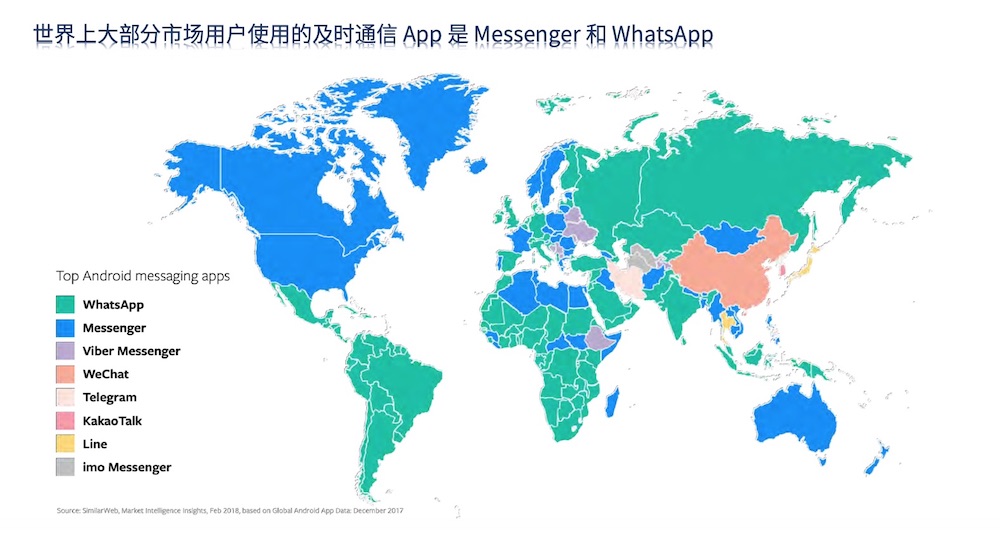 世界上大部分市场用户使用的及时通信 App 是 Messenger 和 WhatsApp
Top Android messaging apps
WhatsApp
Messenger
Viber Messenger
WeChat
Telegram
KakaoTalk
Line
imo Messenger
Source: SimilarWeb, Market Intelligence Insights, Feb 2018, based on Global Android App Data: December 2017